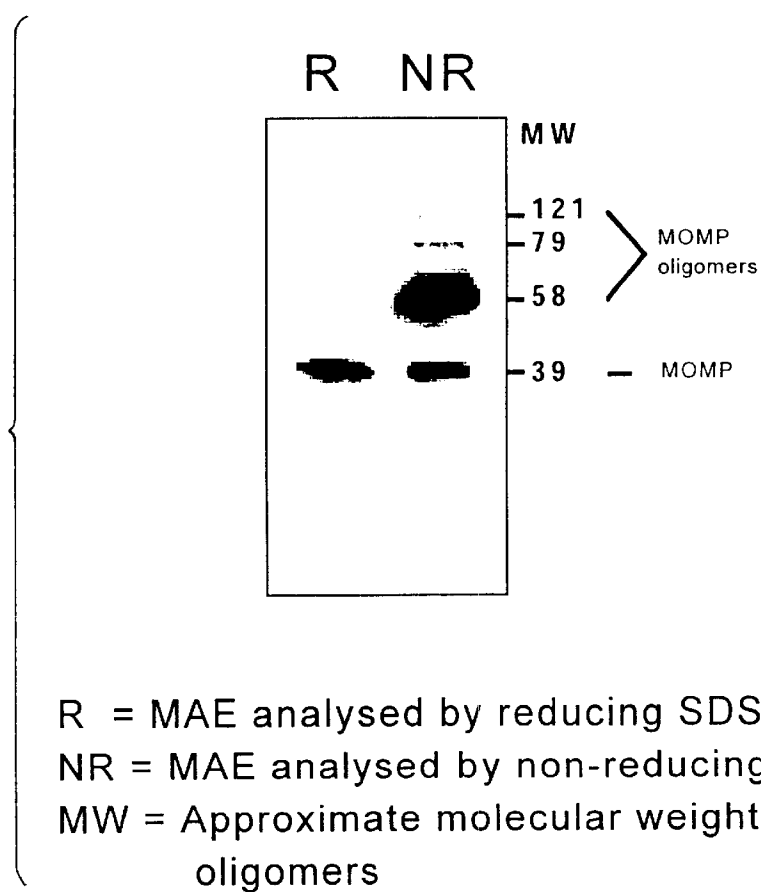 R NR
MW
121
79
58
39
MOMP
oligomers
MOMP
R = MAE analysed by reducing SDS
NR = MAE analysed by non-reducing
MW = Approximate molecular weight
oligomers